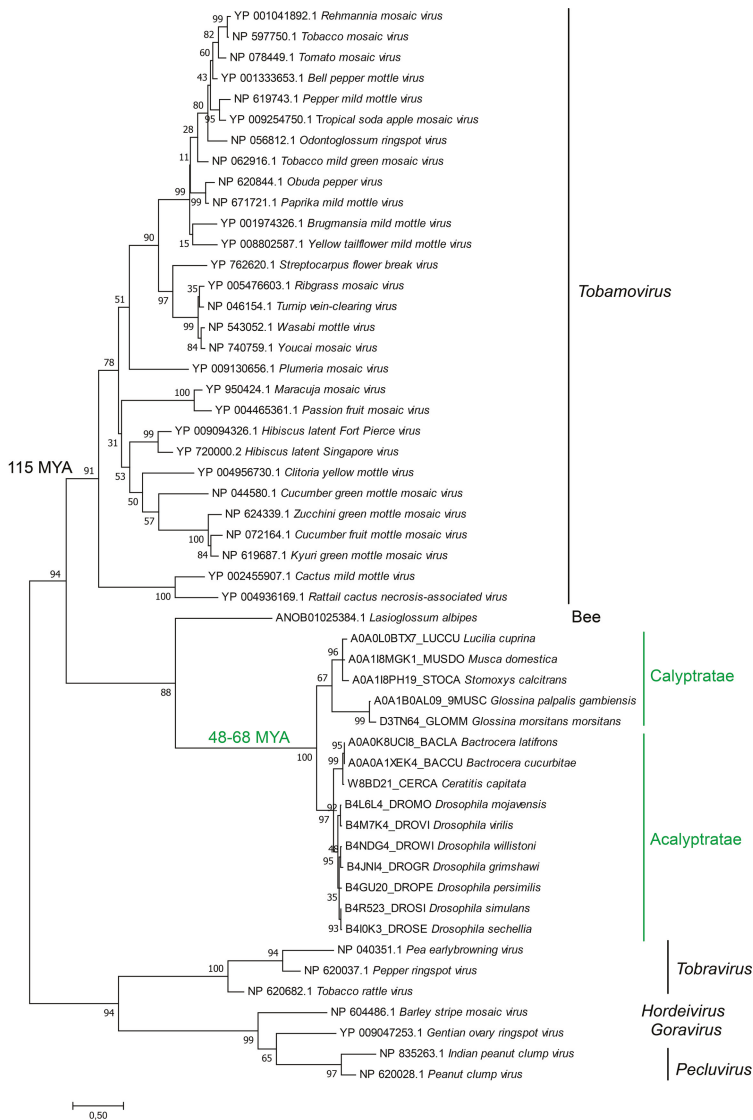 99 YP 001041892.1 Rehmannia mosaic virus
82 NP 597750.1 Tobacco mosaic virus
60 NP 078449.1 Tomato mosaic virus
43 YP 001333653.1 Bell pepper mottle virus
NP 619743.1 Pepper mild mottle virus
80
95 YP 009254750.1 Tropical soda apple mosaic virus
28 NP 056812.1 Odontoglossum ringspot virus
11 NP 062916.1 Tobacco mild green mosaic virus
NP 620844.1 Obuda pepper virus
99
99 NP 671721.1 Paprika mild mottle virus
YP 001974326.1 Brugmansia mild mottle virus
90 15 YP 008802587.1 Yellow tailflower mild mottle virus
YP 762620.1 Streptocarpus flower break virus
35 YP 005476603.1 Ribgrass mosaic virus
Tobamovirus
51 97
NP 046154.1 Turnip vein-clearing virus
99 NP 543052.1 Wasabi mottle virus
84 NP 740759.1 Youcai mosaic virus
78 YP 009130656.1 Plumeria mosaic virus
100 YP 950424.1 Maracuja mosaic virus
YP 004465361.1 Passion fruit mosaic virus
31 99 YP 009094326.1 Hibiscus latent Fort Pierce virus
YP 720000.2 Hibiscus latent Singapore virus
115 MYA 91 53 YP 004956730.1 Clitoria yellow mottle virus
50 NP 044580.1 Cucumber green mottle mosaic virus
57 NP 624339.1 Zucchini green mottle mosaic virus
100 NP 072164.1 Cucumber fruit mottle mosaic virus
84 NP 619687.1 Kyuri green mottle mosaic virus
94 YP 002455907.1 Cactus mild mottle virus
100 YP 004936169.1 Rattail cactus necrosis-associated virus
ANOB01025384.1 Lasioglossum albipes Bee
A0A0L0BTX7_LUCCU Lucilia cuprina
96 A0A1I8MGK1_MUSDO Musca domestica
67 A0A1I8PH19_STOCA Stomoxys calcitrans
Calyptratae
88 A0A1B0AL09_9MUSC Glossina palpalis gambiensis
99 D3TN64_GLOMM Glossina morsitans morsitans
48-68 MYA
95 A0A0K8UCI8_BACLA Bactrocera latifrons
100 99 A0A0A1XEK4_BACCU Bactrocera cucurbitae
W8BD21_CERCA Ceratitis capitata
92 B4L6L4_DROMO Drosophila mojavensis
97 B4M7K4_DROVI Drosophila virilis
B4NDG4_DROWI Drosophila willistoni
Acalyptratae
95 B4JNI4_DROGR Drosophila grimshawi
B4GU20_DROPE Drosophila persimilis
35 B4R523_DROSI Drosophila simulans
93 B4I0K3_DROSE Drosophila sechellia
94 NP 040351.1 Pea earlybrowning virus
100 NP 620037.1 Pepper ringspot virus
Tobravirus
NP 620682.1 Tobacco rattle virus
94 NP 604486.1 Barley stripe mosaic virus Hordeivirus
99 YP 009047253.1 Gentian ovary ringspot virus Goravirus
65 NP 835263.1 Indian peanut clump virus
Pecluvirus
97 NP 620028.1 Peanut clump virus
0,50